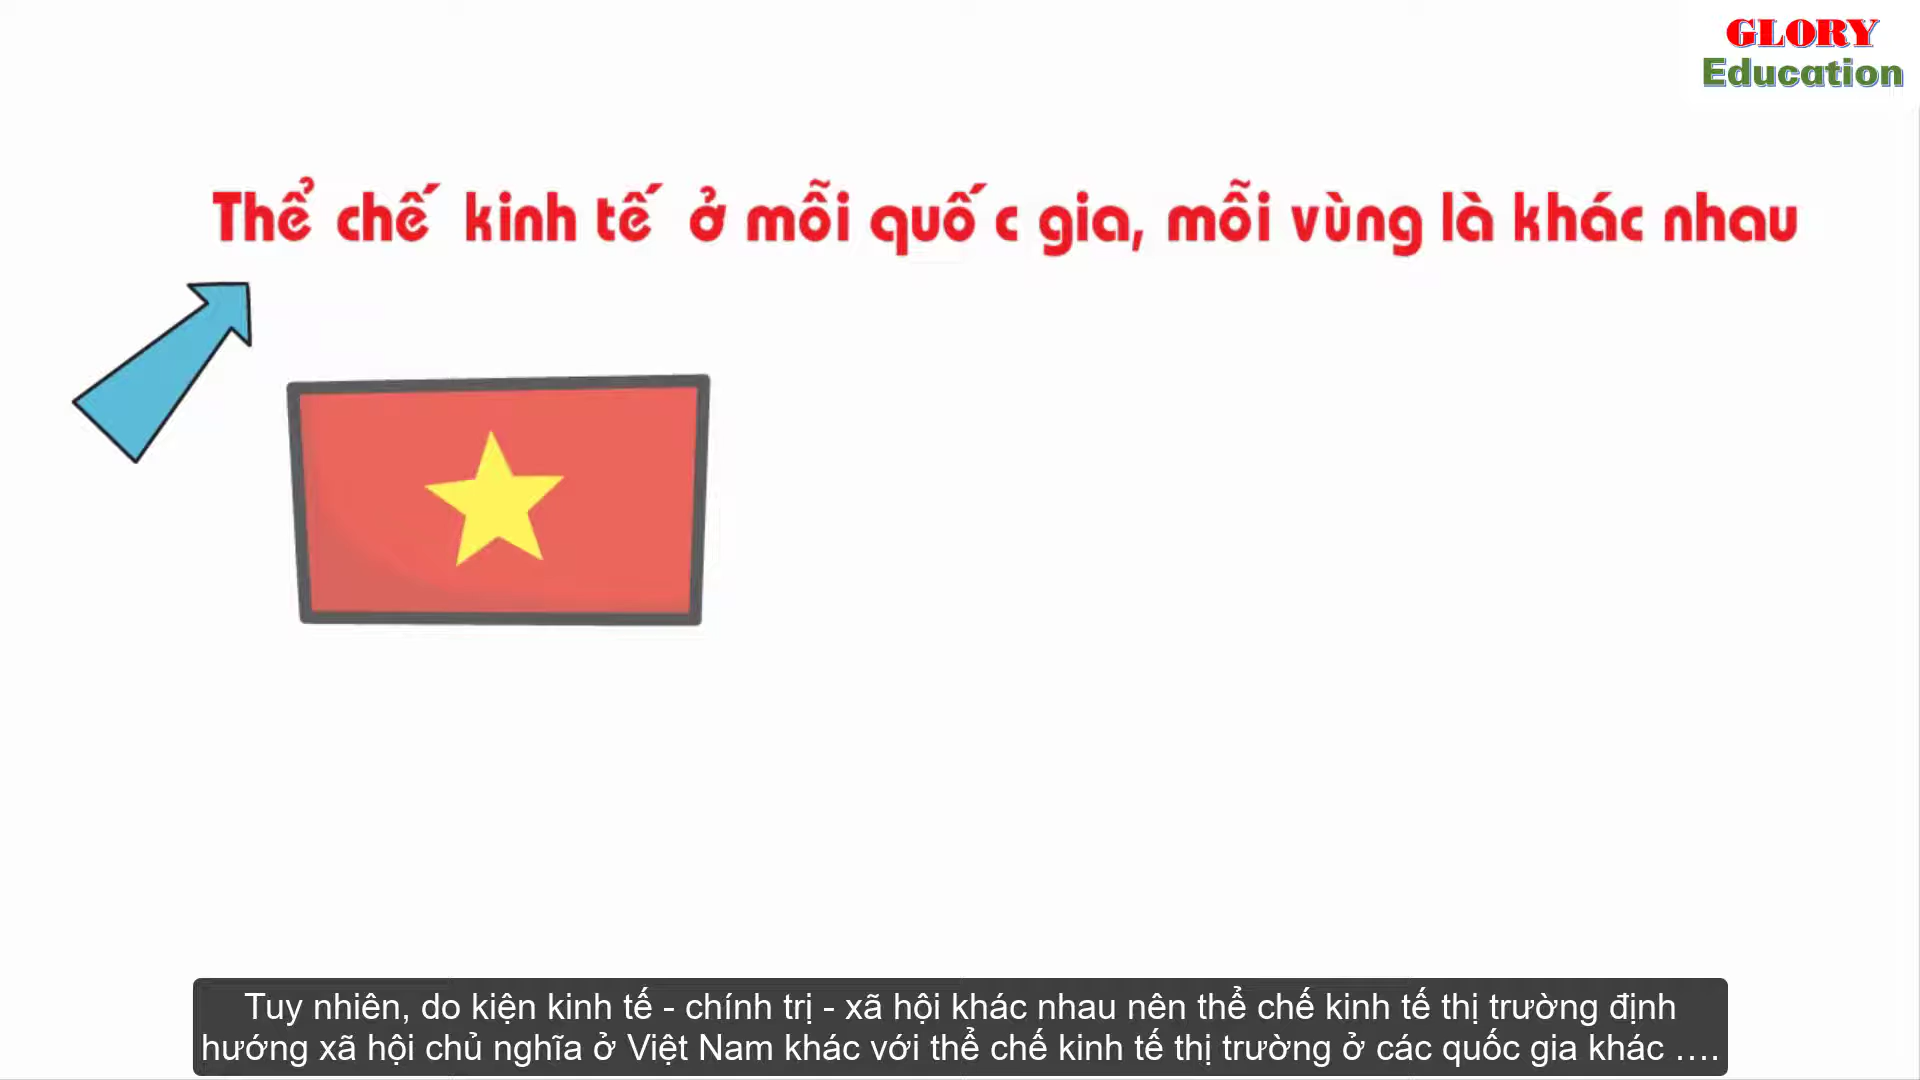 GLORY
Education
Thể chế kinh tế ở mỗi quốc gia, mỗi vùng là khác nhau
Tuy nhiên, do kiện kinh tế - chính trị - xã hội khác nhau nên thể chế kinh tế thị trường định
hướng xã hội chủ nghĩa ở Việt Nam khác với thể chế kinh tế thị trường ở các quốc gia khác ….